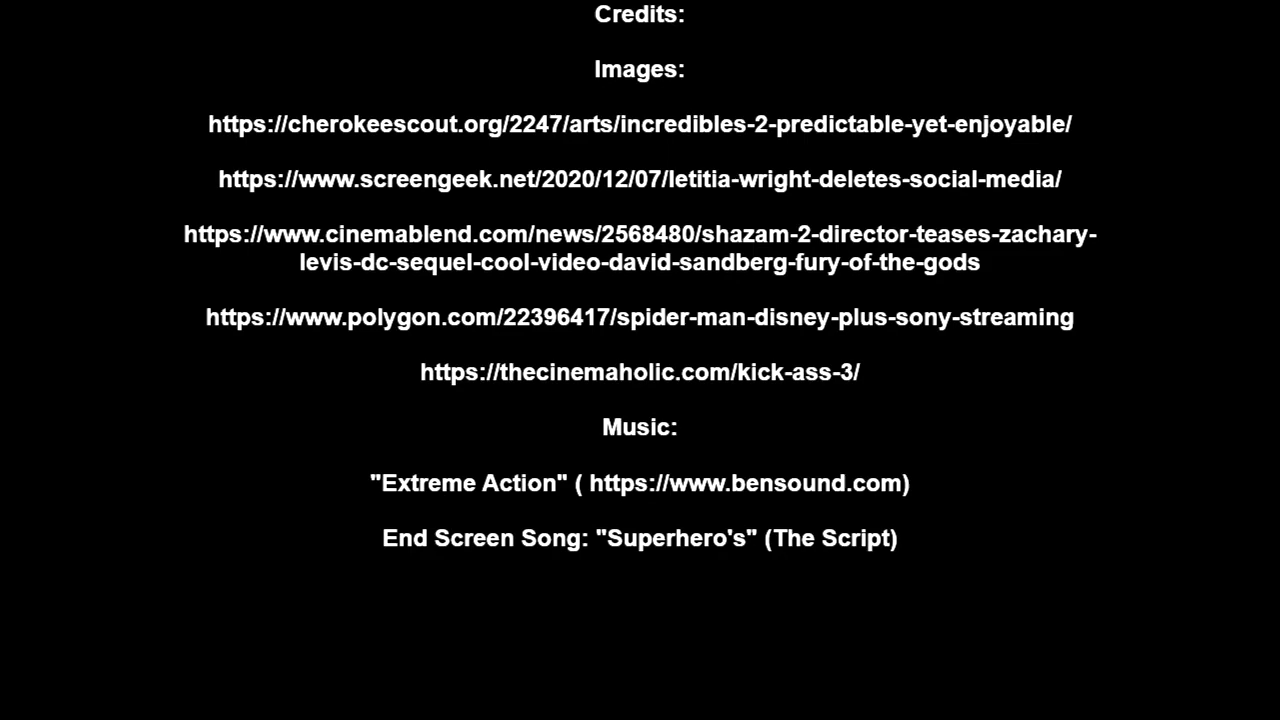 Credits:
Images:
https://cherokeescout.org/2247/arts/incredibles-2-predictable-yet-enjoyable/
https://www.screengeek.net/2020/12/07/letitia-wright-deletes-social-media/
https://www.cinemablend.com/news/2568480/shazam-2-director-teases-zachary-
levis-dc-sequel-cool-video-david-sandberg-fury-of-the-gods
https://www.polygon.com/22396417/spider-man-disney-plus-sony-streaming
https://thecinemaholic.com/kick-ass-3/
Music:
"Extreme Action" ( https://www.bensound.com)
End Screen Song: "Superhero's" (The Script)